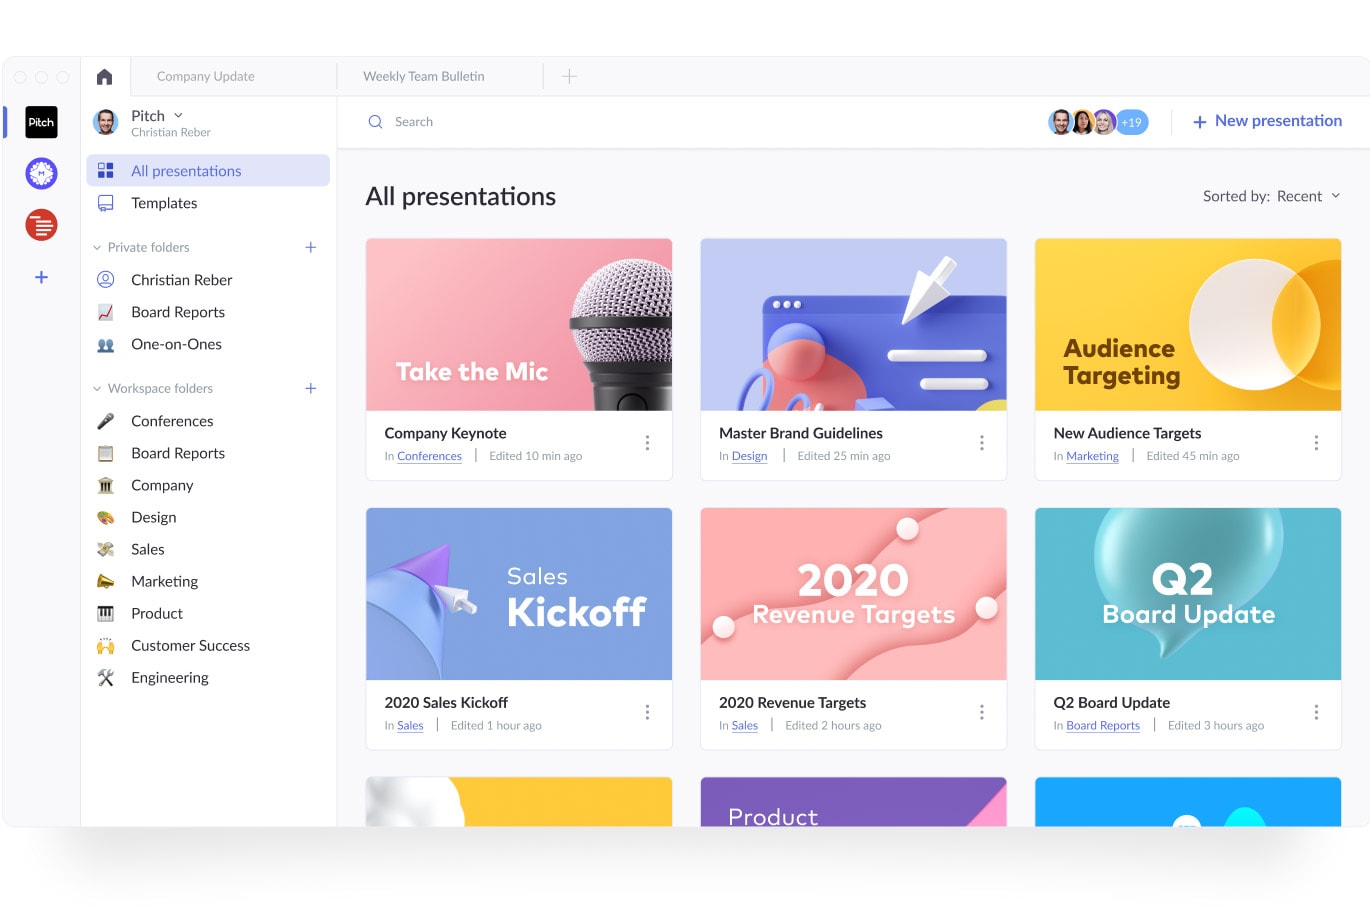 Company Update
Weekly Team Bulletin
Pitch
Pitch
Christian Reber
Search
+19
New presentation
M
All presentations
Templates
Private folders
Christian Reber
Board Reports
One-on-Ones
Workspace folders
Conferences
Board Reports
Company
Design
Sales
Marketing
Product
Customer Success
Engineering
All presentations
Sorted by: Recent
Take the Mic
Company Keynote
In Conferences | Edited 10 min ago
Master Brand Guidelines
In Design | Edited 25 min ago
Audience
Targeting
New Audience Targets
In Marketing | Edited 45 min ago
Sales
Kickoff
2020 Sales Kickoff
In Sales | Edited 1 hour ago
2020
Revenue Targets
2020 Revenue Targets
In Sales | Edited 2 hours ago
Q2
Board Update
Q2 Board Update
In Board Reports | Edited 3 hours ago
Product